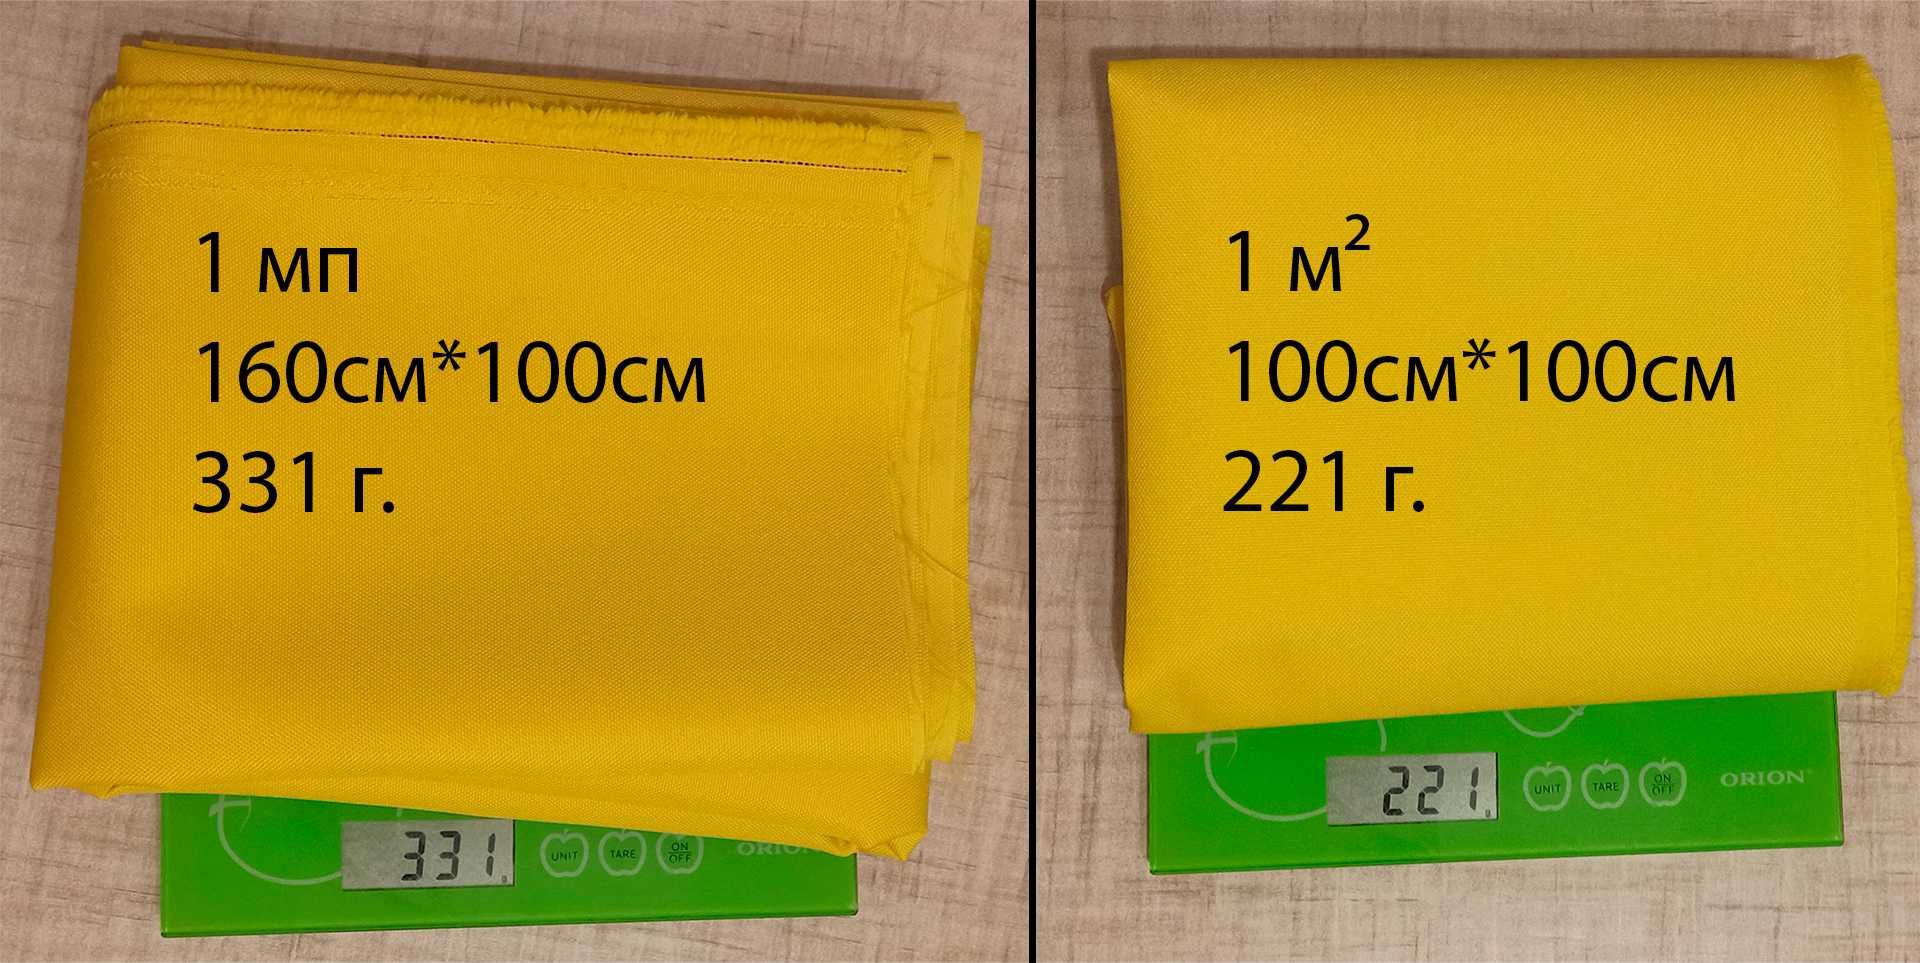 1 мп
160см*100см
331 г.
331.g
UNIT
TARE
ON
OFF
ORION
1 м²
100см*100см
221 г.
221.g
UNIT
TARE
ON
OFF
ORION